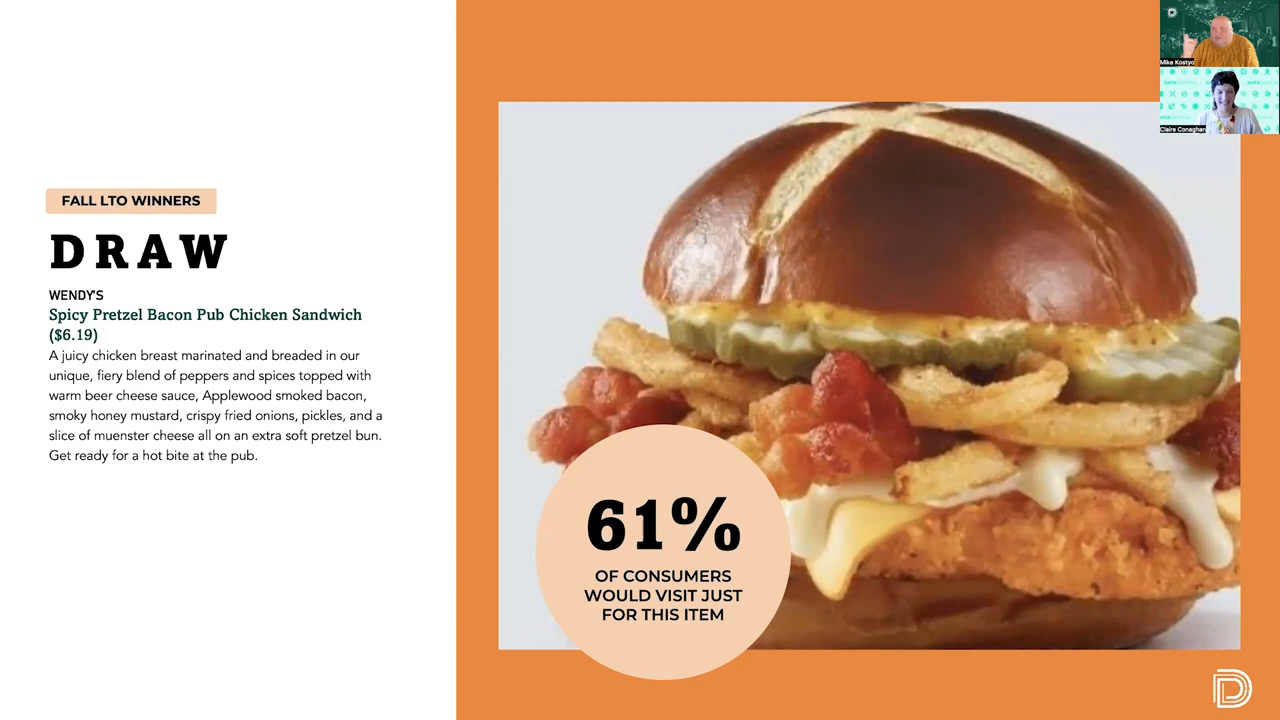 FALL LTO WINNERS
DRAW
WENDY'S
Spicy Pretzel Bacon Pub Chicken Sandwich
($6.19)
A juicy chicken breast marinated and breaded in our
unique, fiery blend of peppers and spices topped with
warm beer cheese sauce, Applewood smoked bacon,
smoky honey mustard, crispy fried onions, pickles, and a
slice of muenster cheese all on an extra soft pretzel bun.
Get ready for a hot bite at the pub.
61%
OF CONSUMERS
WOULD VISIT JUST
FOR THIS ITEM
Mike Kostyo
Claire Conaghan